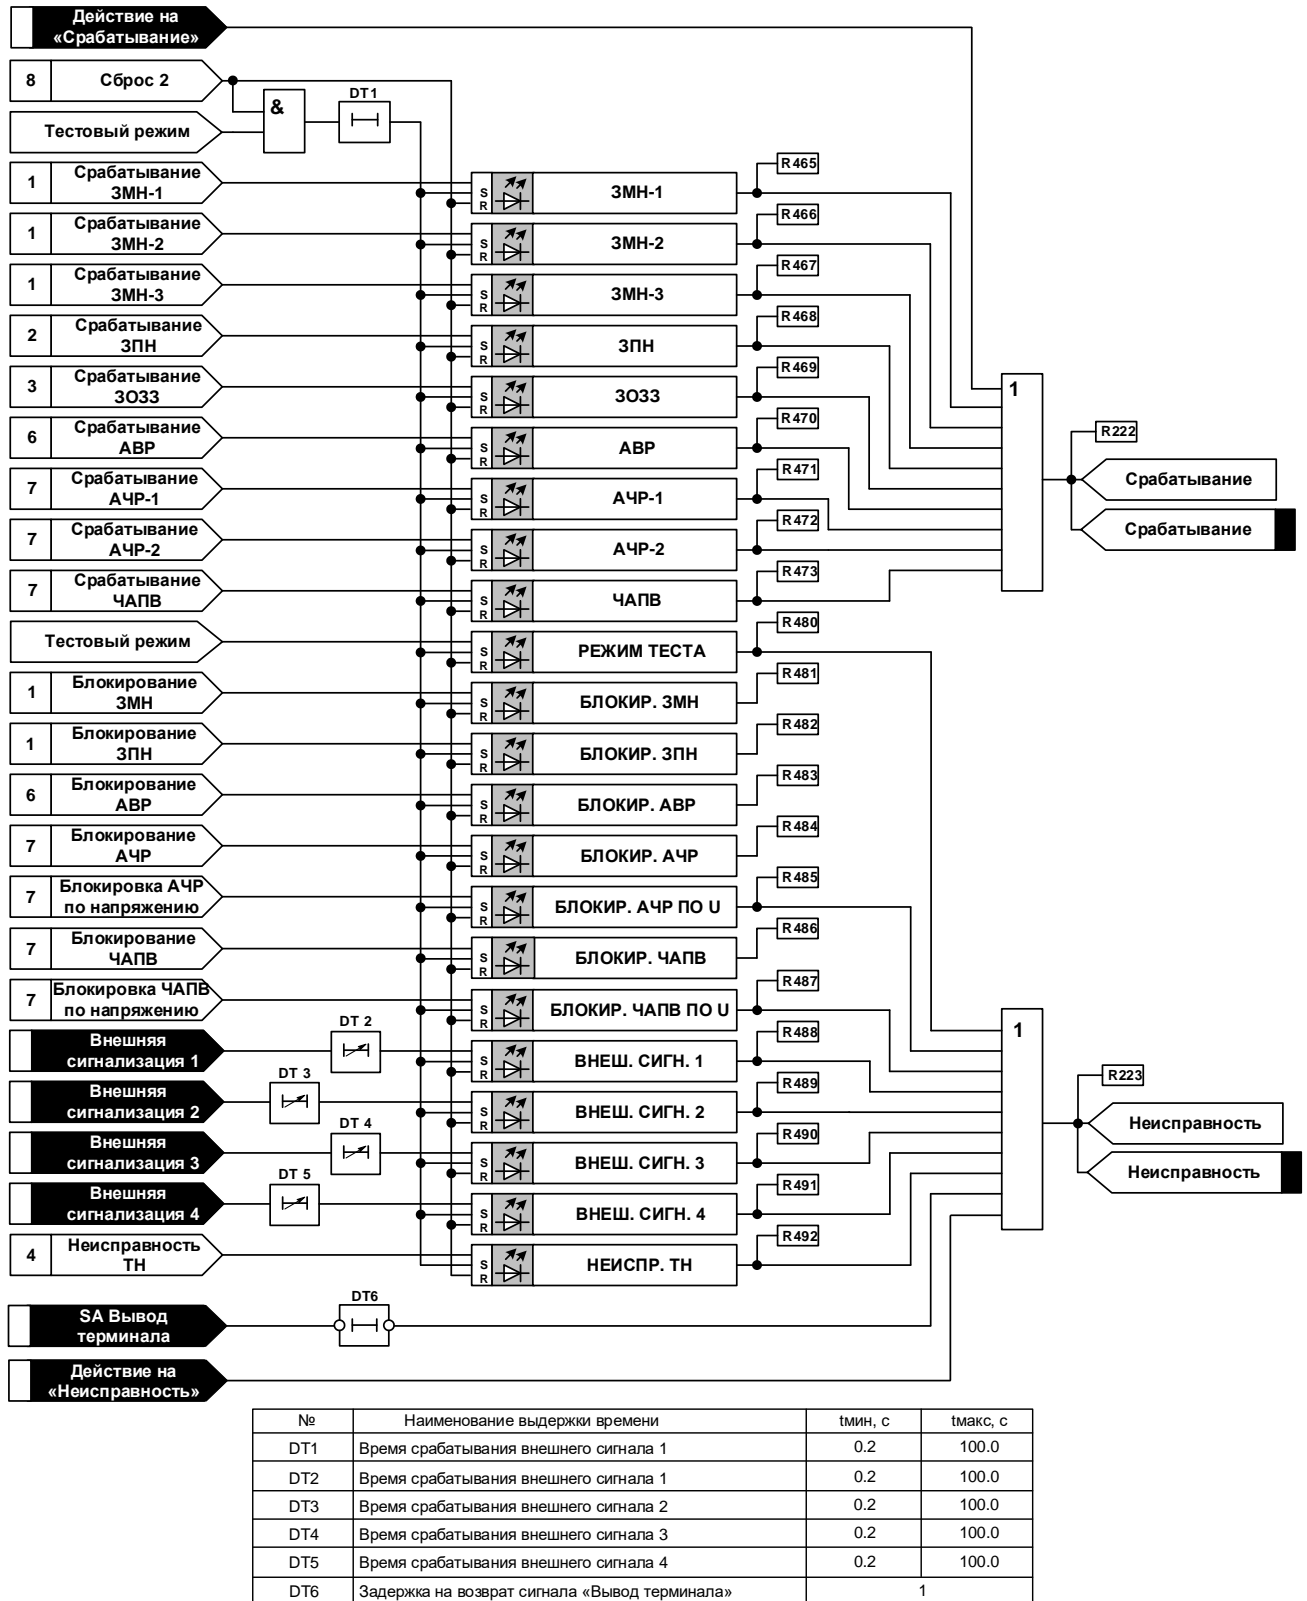 Действие на
«Срабатывание»
8 Сброс 2
&
DT1
Тестовый режим
1 Срабатывание
ЗМН-1
S
R
ЗМН-1
R465
1 Срабатывание
ЗМН-2
S
R
ЗМН-2
R466
1 Срабатывание
ЗМН-3
S
R
ЗМН-3
R467
2 Срабатывание
ЗПН
S
R
ЗПН
R468
3 Срабатывание
ЗОЗЗ
S
R
ЗОЗЗ
R469
6 Срабатывание
АВР
S
R
АВР
R470
7 Срабатывание
АЧР-1
S
R
АЧР-1
R471
7 Срабатывание
АЧР-2
S
R
АЧР-2
R472
7 Срабатывание
ЧАПВ
S
R
ЧАПВ
R473
1
R222
Срабатывание
Срабатывание
Тестовый режим
S
R
РЕЖИМ ТЕСТА
R480
1 Блокирование
ЗМН
S
R
БЛОКИР. ЗМН
R481
1 Блокирование
ЗПН
S
R
БЛОКИР. ЗПН
R482
6 Блокирование
АВР
S
R
БЛОКИР. АВР
R483
7 Блокирование
АЧР
S
R
БЛОКИР. АЧР
R484
7 Блокировка АЧР
по напряжению
S
R
БЛОКИР. АЧР ПО U
R485
7 Блокирование
ЧАПВ
S
R
БЛОКИР. ЧАПВ
R486
7 Блокировка ЧАПВ
по напряжению
S
R
БЛОКИР. ЧАПВ ПО U
R487
Внешняя
сигнализация 1
DT 2
S
R
ВНЕШ. СИГН. 1
R488
Внешняя
сигнализация 2
DT 3
S
R
ВНЕШ. СИГН. 2
R489
Внешняя
сигнализация 3
DT 4
S
R
ВНЕШ. СИГН. 3
R490
Внешняя
сигнализация 4
DT 5
S
R
ВНЕШ. СИГН. 4
R491
4 Неисправность
ТН
S
R
НЕИСПР. ТН
R492
1
R223
Неисправность
Неисправность
SA Вывод
терминала
DT6
Действие на
«Неисправность»
№ Наименование выдержки времени tмин, с tмакс, с
DT1 Время срабатывания внешнего сигнала 1 0.2 100.0
DT2 Время срабатывания внешнего сигнала 1 0.2 100.0
DT3 Время срабатывания внешнего сигнала 2 0.2 100.0
DT4 Время срабатывания внешнего сигнала 3 0.2 100.0
DT5 Время срабатывания внешнего сигнала 4 0.2 100.0
DT6 Задержка на возврат сигнала «Вывод терминала» 1